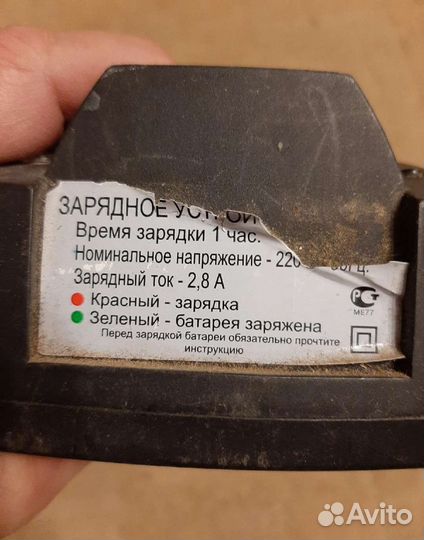 ЗАРЯДНОЕ
Время зарядки 1 час.
Номинальное напряжение - 220
Зарядный ток - 2,8 А
Красный - зарядка
Зеленый - батарея заряжена
Перед зарядкой батареи обязательно прочтите
инструкцию
МЕ77
Avito